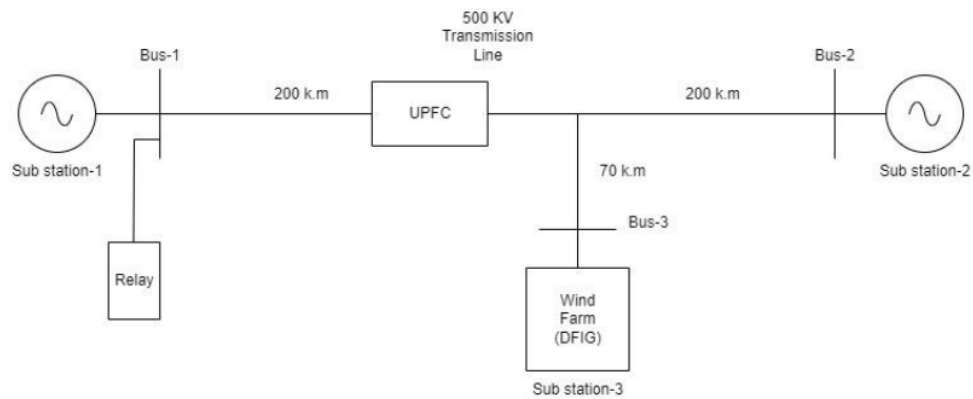 500 KV
Transmission
Line
Bus-1
Bus-2
200 k.m
200 k.m
UPFC
Sub station-1
Sub station-2
70 k.m
Bus-3
Relay
Wind
Farm
(DFIG)
Sub station-3